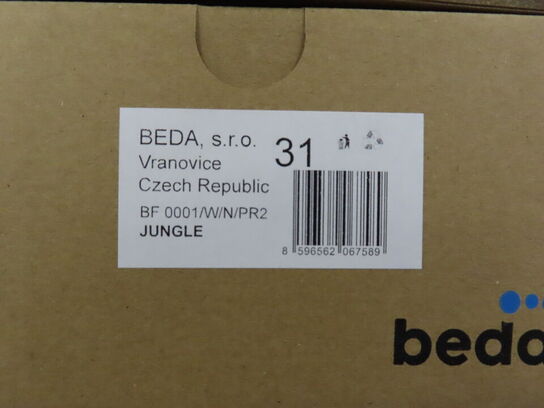 BEDA, s.r.o.
Vranovice
Czech Republic
31
BF 0001/W/N/PR2
JUNGLE
8 596562 067589
beda